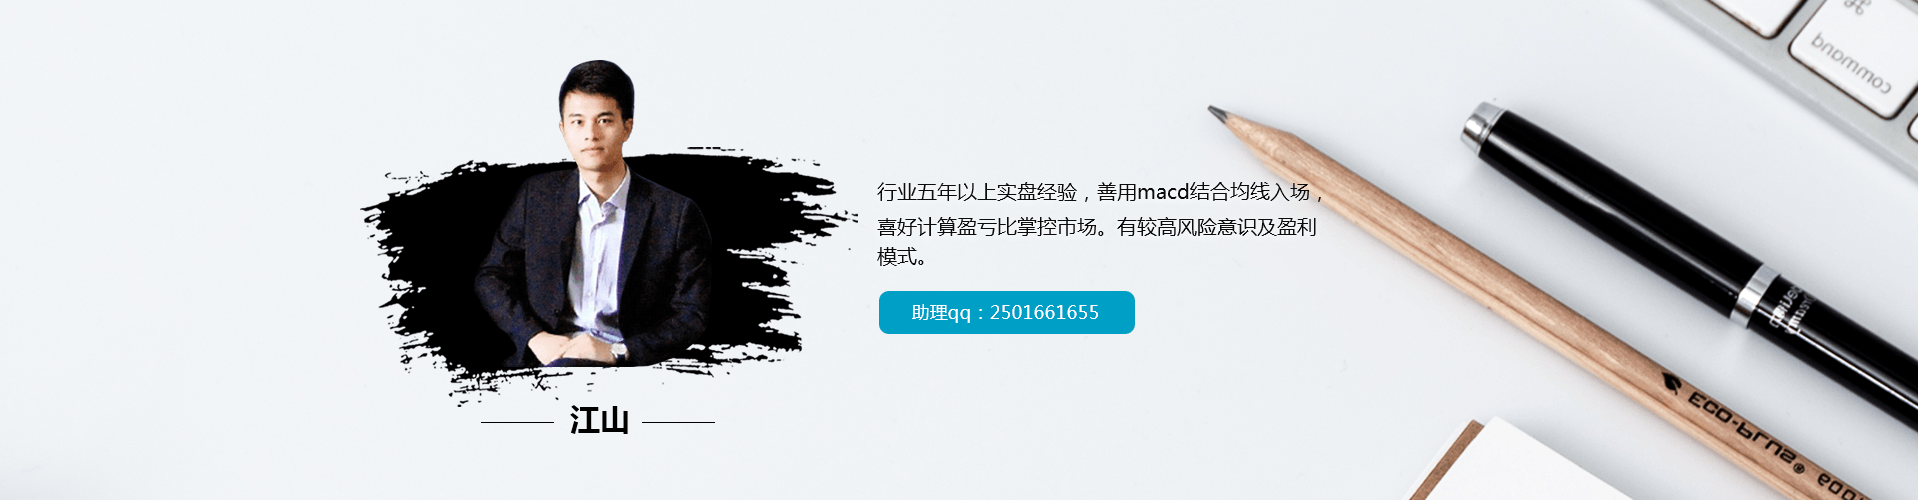 command
行业五年以上实盘经验，善用macd结合均线入场，
喜好计算盈亏比掌控市场。有较高风险意识及盈利
模式。
助理qq：2501661655
江山
ECO-